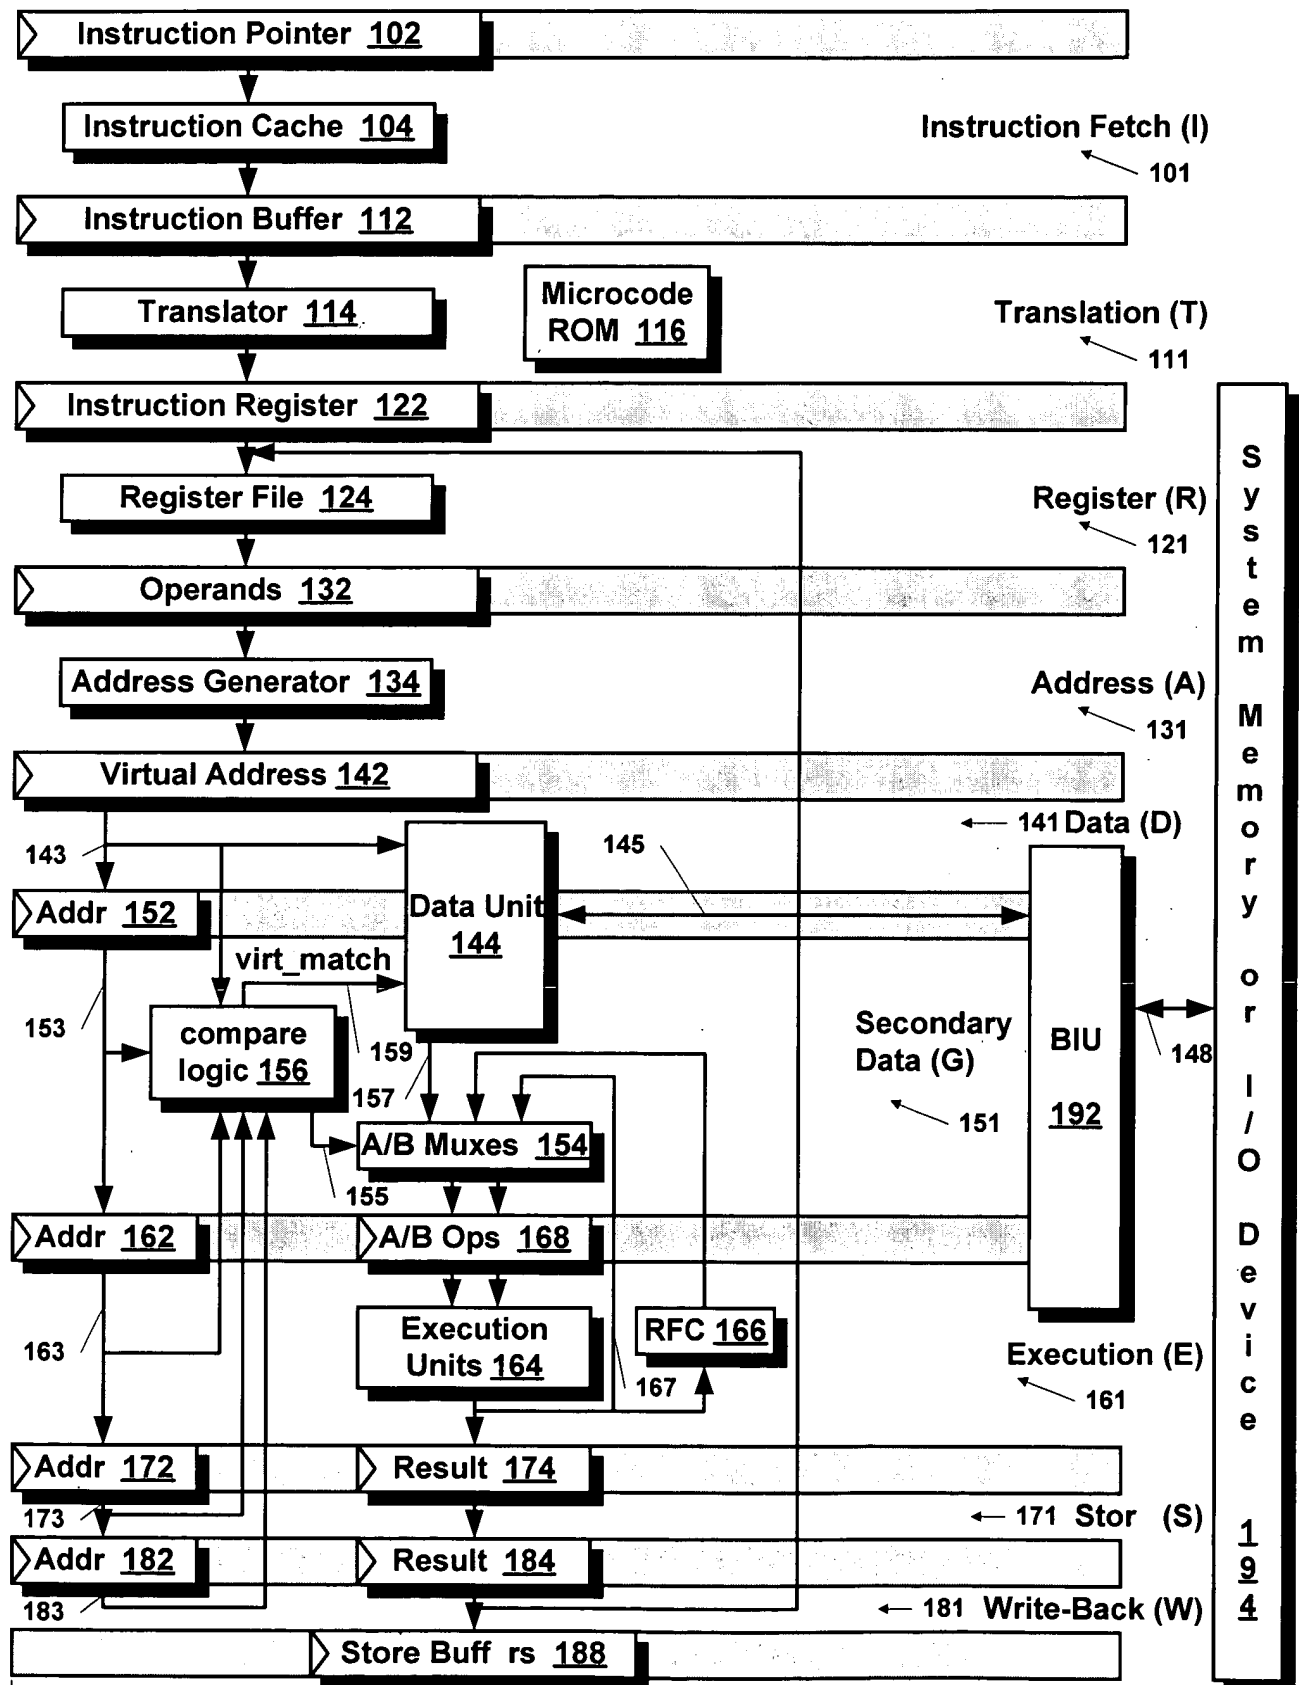 Instruction Pointer 102
Instruction Cache 104
Instruction Fetch (I)
101
Instruction Buffer 112
Translator 114
Microcode
ROM 116
Translation (T)
111
Instruction Register 122
Register File 124
Register (R)
121
Operands 132
Address Generator 134
Address (A)
131
Virtual Address 142
141 Data (D)
143
145
Addr 152
Data Unit
144
virt_match
153
compare
logic 156
159
157
Secondary
Data (G)
151
BIU
192
148
A/B Muxes 154
155
Addr 162
A/B Ops 168
163
Execution
Units 164
RFC 166
167
Execution (E)
161
Addr 172
Result 174
173
171 Stor (S)
Addr 182
Result 184
183
181 Write-Back (W)
Store Buff rs 188
System Memory or I/O Device 194